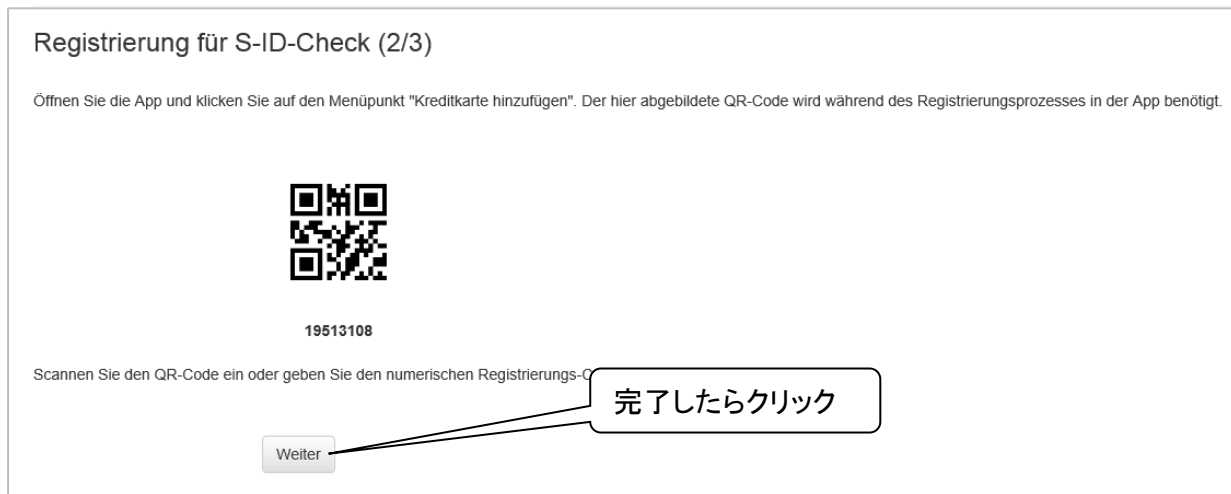 Registrierung für S-ID-Check (2/3)
Öffnen Sie die App und klicken Sie auf den Menüpunkt "Kreditkarte hinzufügen". Der hier abgebildete QR-Code wird während des Registrierungsprozesses in der App benötigt.
19513108
Scannen Sie den QR-Code ein oder geben Sie den numerischen Registrierungs-
完了したらクリック
Weiter